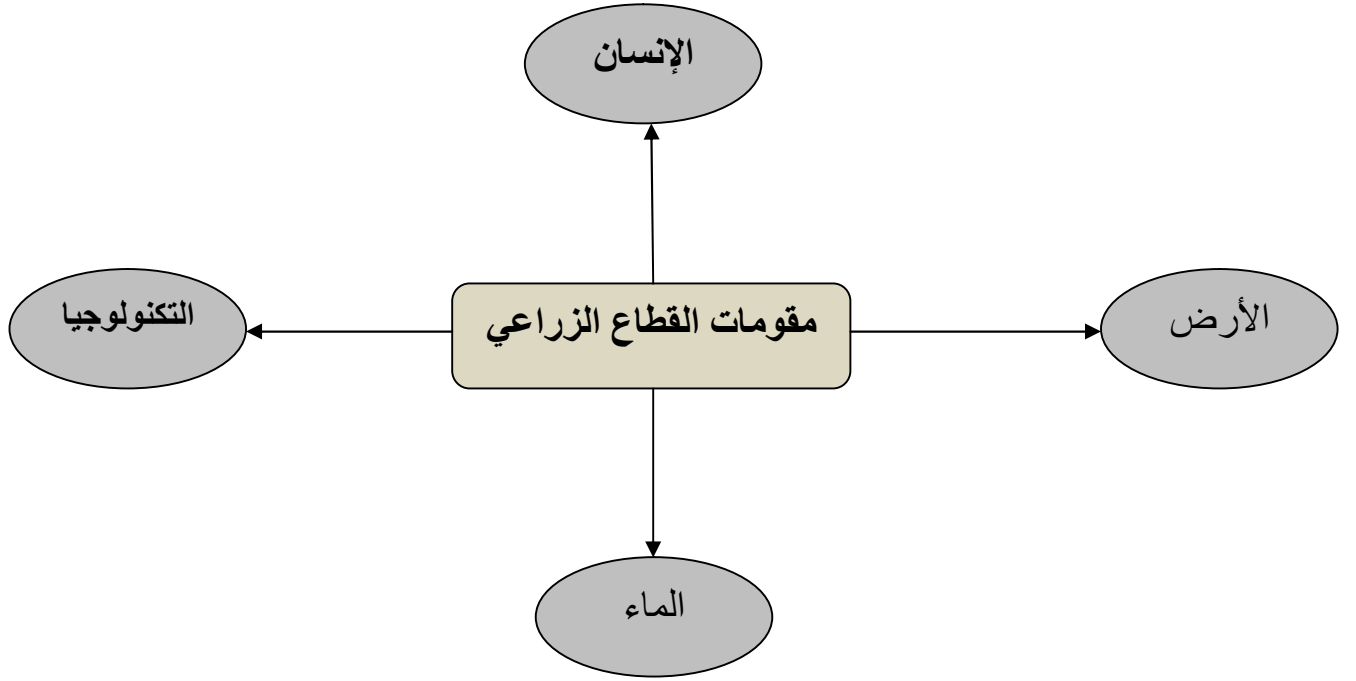 الإنسان
التكنولوجيا
مقومات القطاع الزراعي
الأرض
الماء